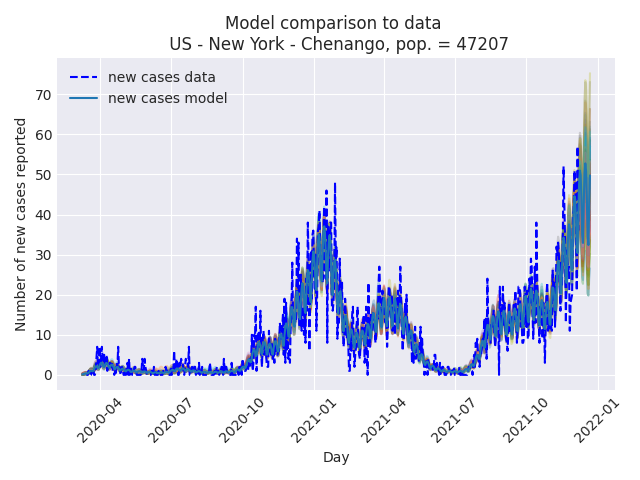 Model comparison to data
US - New York - Chenango, pop. = 47207
new cases data
new cases model
Number of new cases reported
70
60
50
40
30
20
10
0
2020-04
2020-07
2020-10
2021-01
2021-04
2021-07
2021-10
2022-01
Day